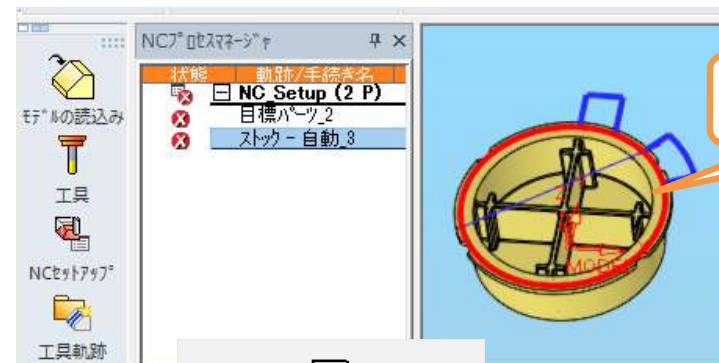 NCﾌﾟﾛｾｽﾏﾈｰｼﾞｬ
状態 軌跡/手続き名
NC Setup (2 P)
目標ﾊﾟｰﾂ_2
ｽﾄｯｸ - 自動_3
ﾓﾃﾞﾙの読込み
工具
NCｾｯﾄｱｯﾌﾟ
工具軌跡
MODEL